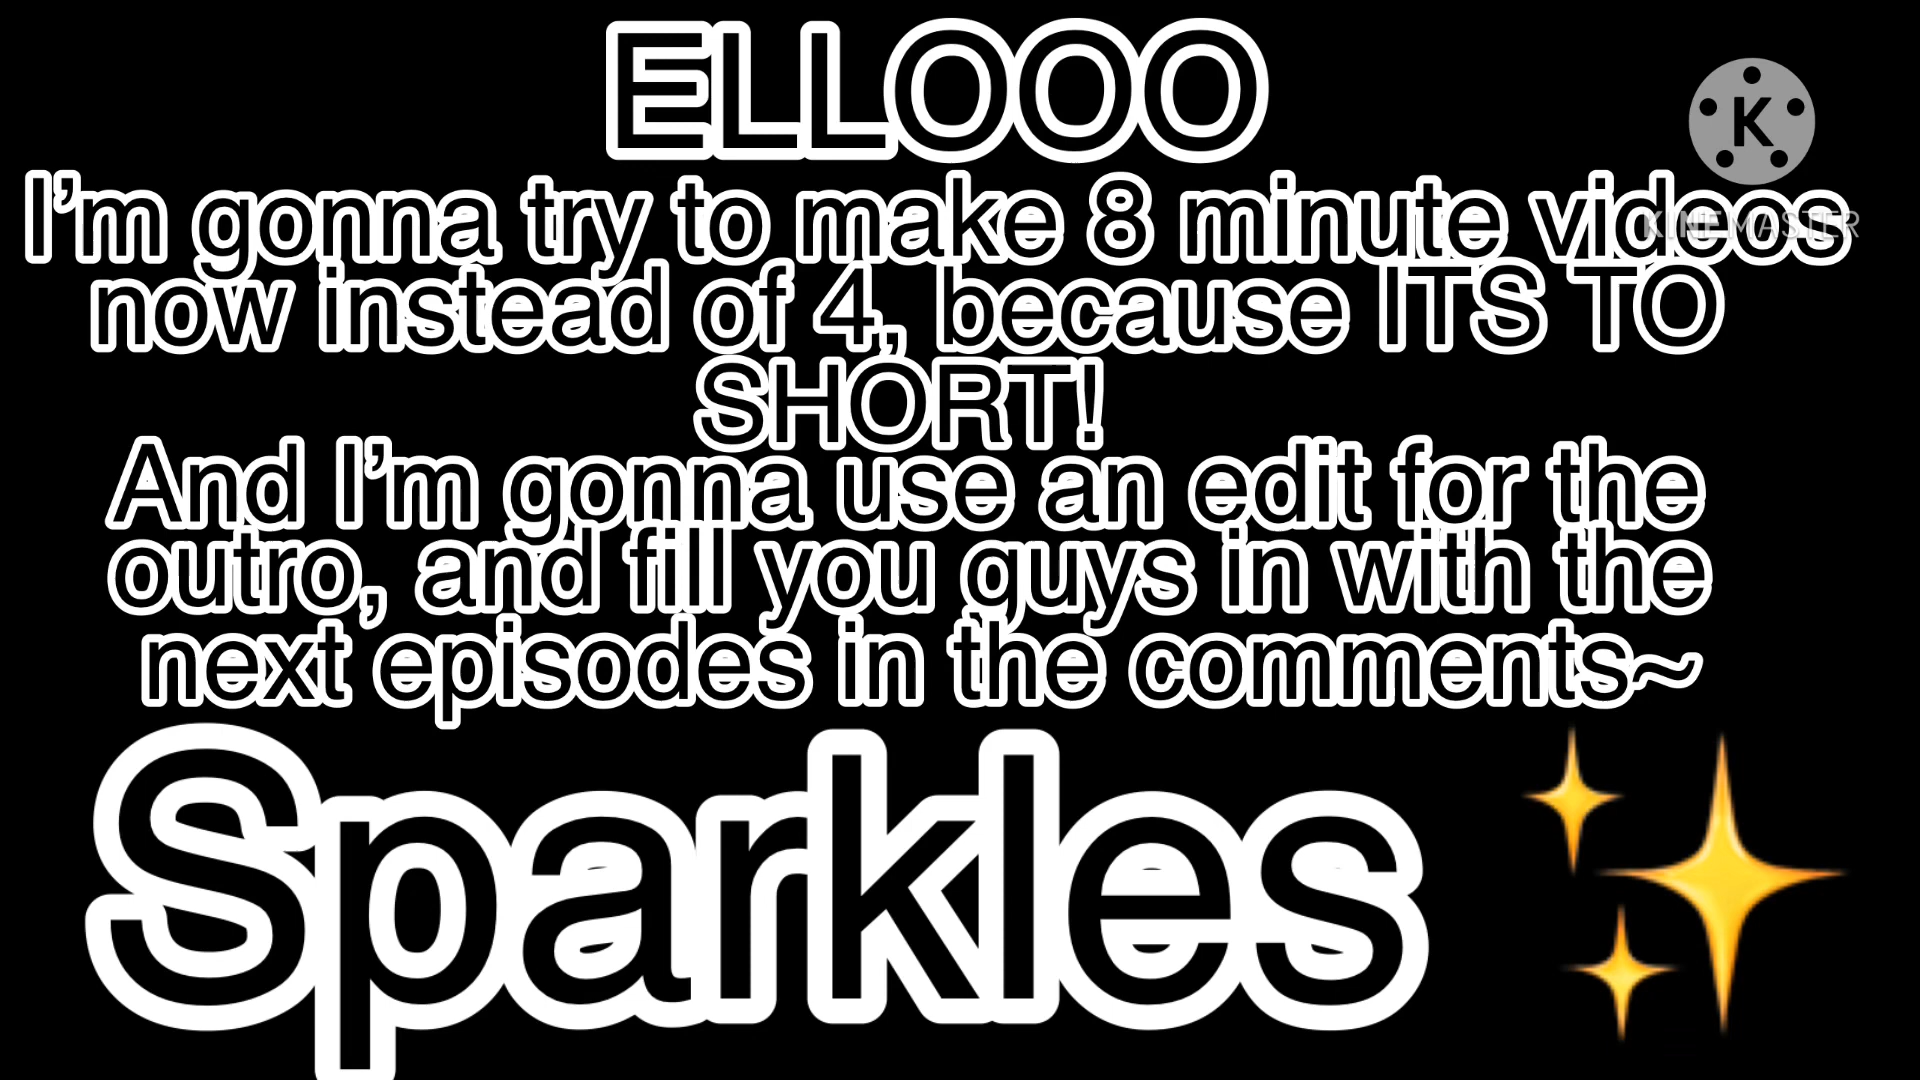 ELLOOO
K
KINEMASTER
I’m gonna try to make 8 minute videos
now instead of 4, because ITS TO
SHORT!
And I’m gonna use an edit for the
outro, and fill you guys in with the
next episodes in the comments~
Sparkles ✨